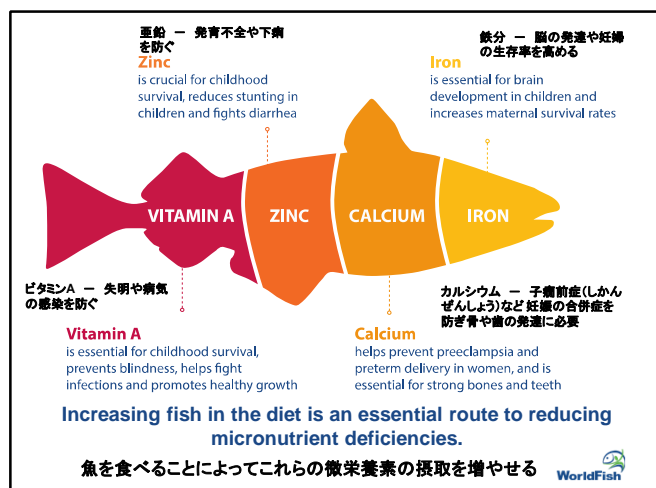 亜鉛 ー 発育不全や下痢
を防ぐ
Zinc
is crucial for childhood
survival, reduces stunting in
children and fights diarrhea
鉄分 ー 脳の発達や妊婦
の生存率を高める
Iron
is essential for brain
development in children and
increases maternal survival rates
VITAMIN A
ZINC
CALCIUM
IRON
ビタミンA ー 失明や病気
の感染を防ぐ
Vitamin A
is essential for childhood survival,
prevents blindness, helps fight
infections and promotes healthy growth
カルシウム ー 子癇前症(しかん
ぜんしょう)など 妊娠の合併症を
防ぎ骨や歯の発達に必要
Calcium
helps prevent preeclampsia and
preterm delivery in women, and is
essential for strong bones and teeth
Increasing fish in the diet is an essential route to reducing
micronutrient deficiencies.
魚を食べることによってこれらの微栄養素の摂取を増やせる
WorldFish